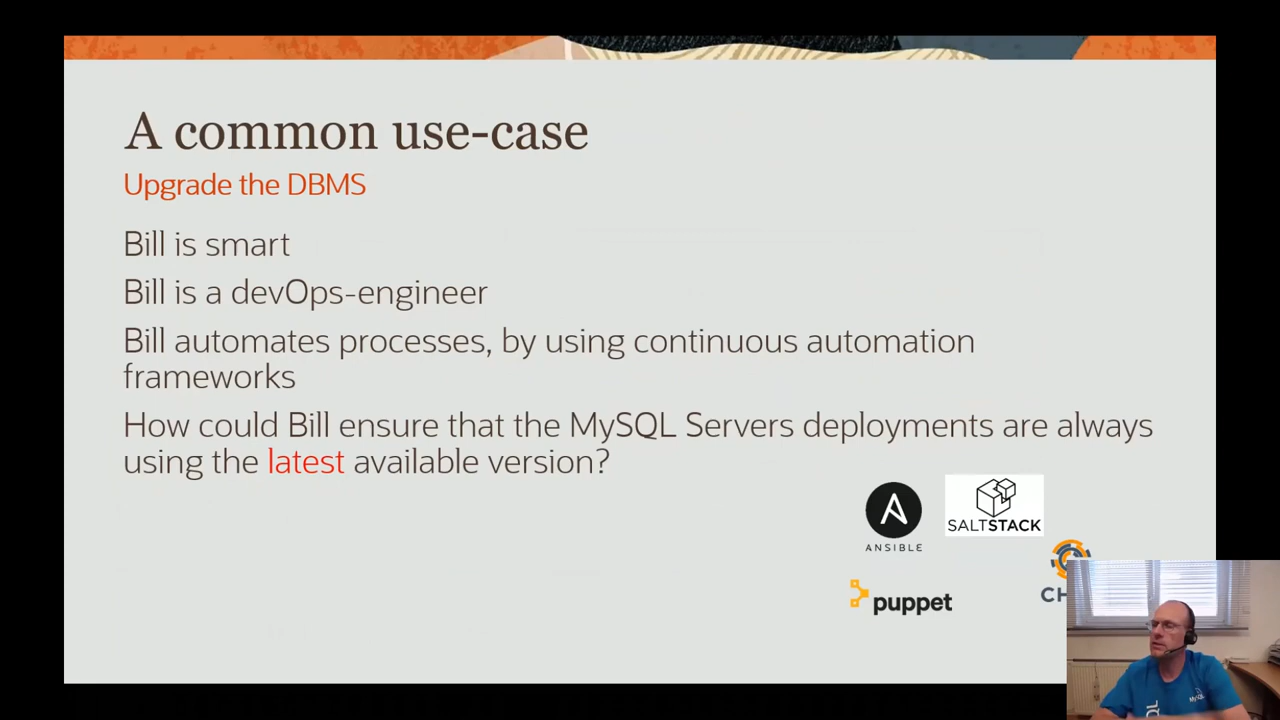 A common use-case
Upgrade the DBMS
Bill is smart
Bill is a devOps-engineer
Bill automates processes, by using continuous automation
frameworks
How could Bill ensure that the MySQL Servers deployments are always
using the latest available version?
ANSIBLE
SALTSTACK
puppet
CH
MySQL